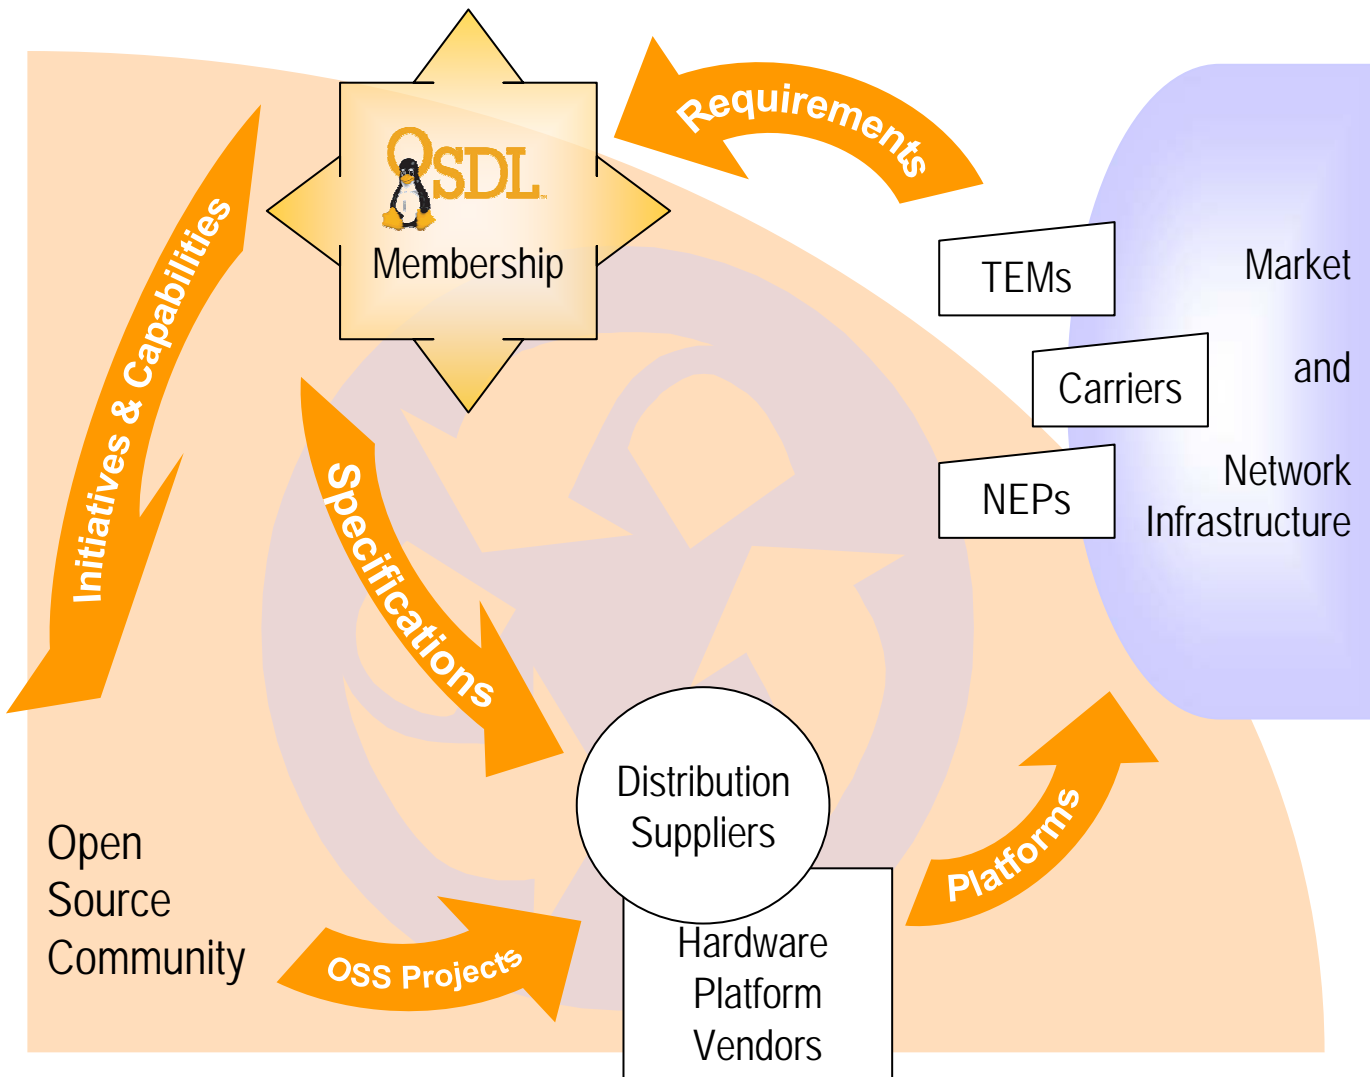 Requirements
OSDL™
Membership
Initiatives & Capabilities
Specifications
TEMs
Carriers
NEPs
Market
and
Network
Infrastructure
Distribution
Suppliers
Platforms
Open
Source
Community
OSS Projects
Hardware
Platform
Vendors